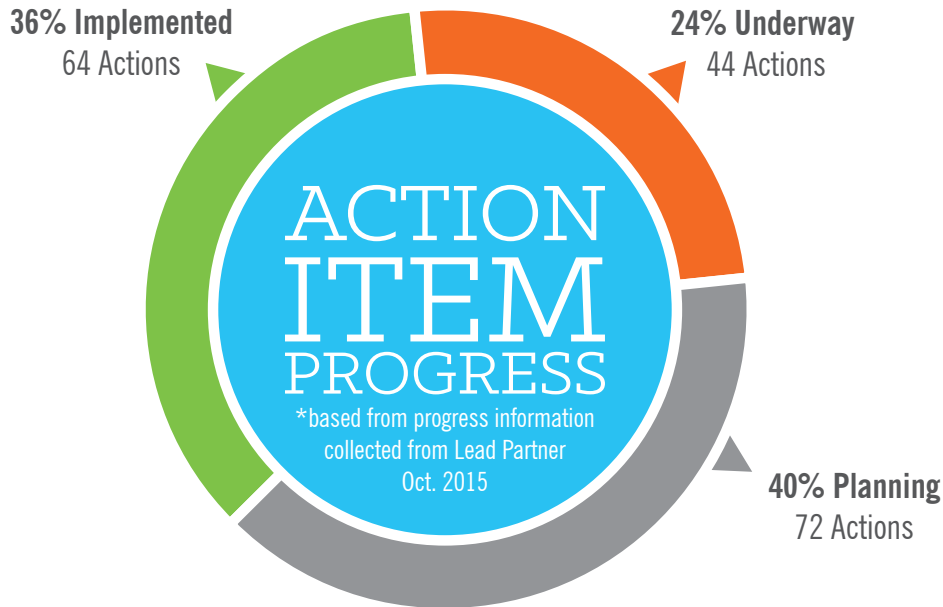 36% Implemented
64 Actions
24% Underway
44 Actions
ACTION
ITEM
PROGRESS
*based from progress information
collected from Lead Partner
Oct. 2015
40% Planning
72 Actions